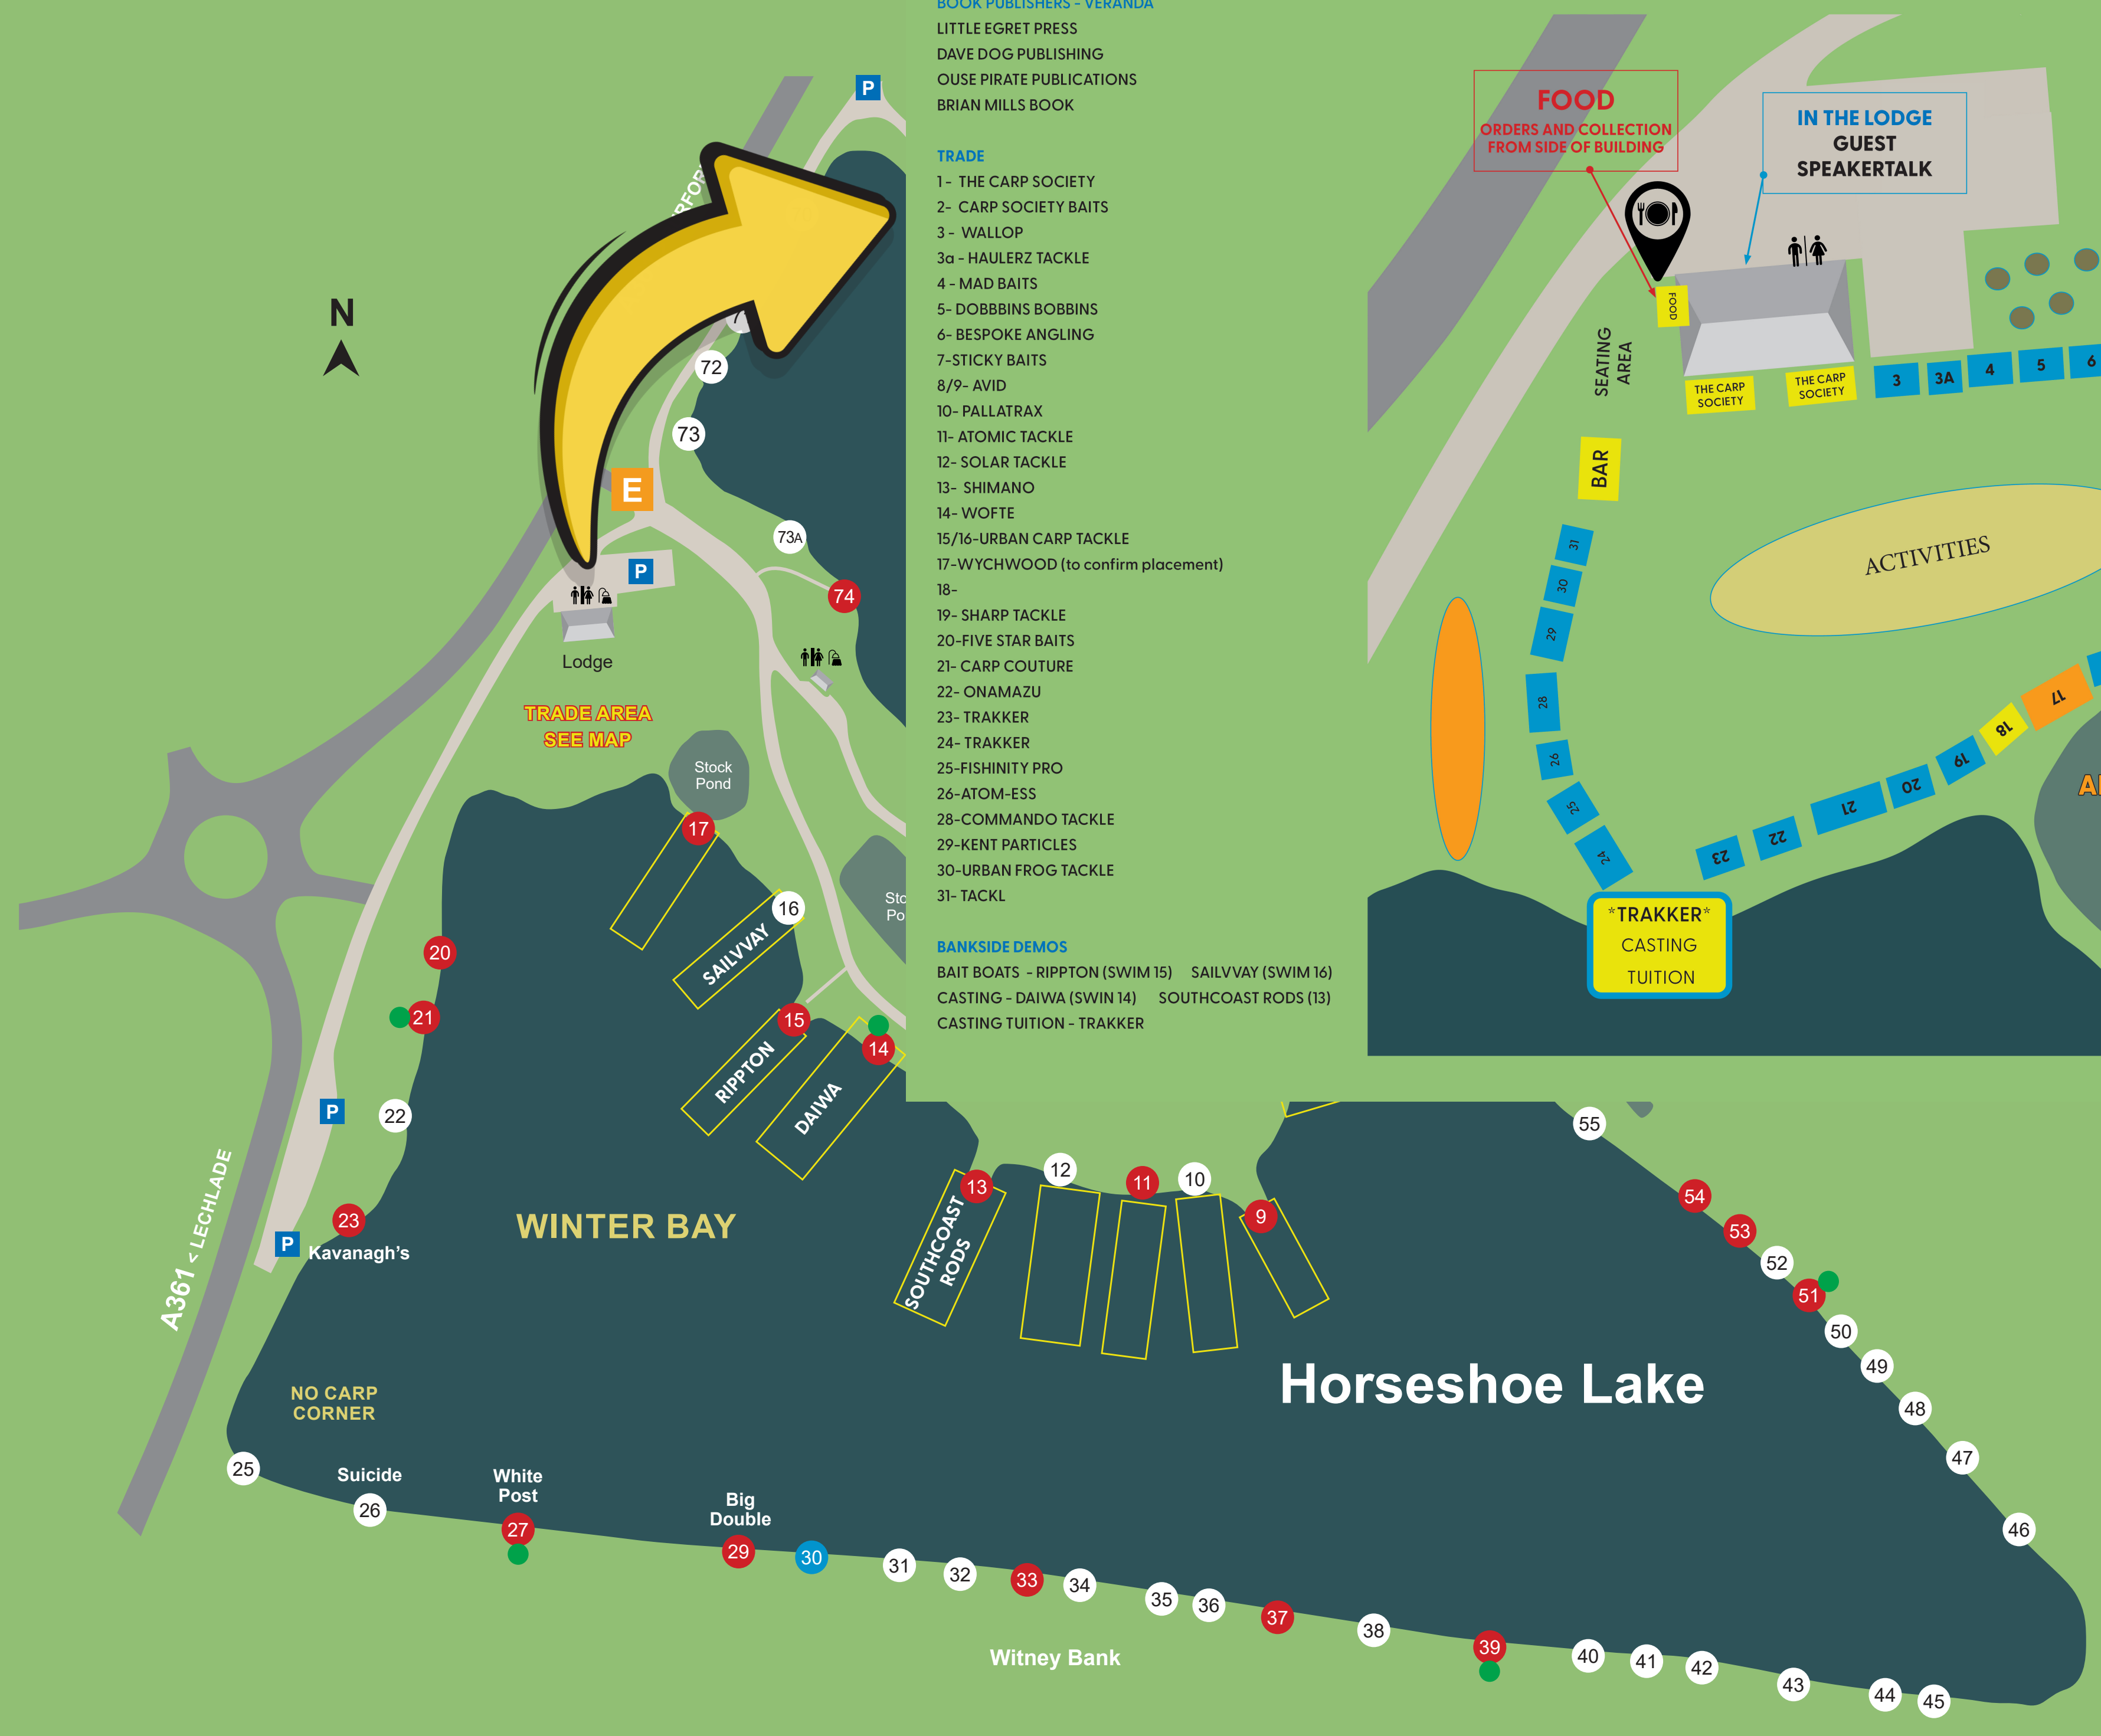 BOOK PUBLISHERS - VERANDA
LITTLE EGRET PRESS
DAVE DOG PUBLISHING
OUSE PIRATE PUBLICATIONS
BRIAN MILLS BOOK
TRADE
1 - THE CARP SOCIETY
2- CARP SOCIETY BAITS
3 - WALLOP
3a - HAULERZ TACKLE
4 - MAD BAITS
5- DOBBBINS BOBBINS
6- BESPOKE ANGLING
7-STICKY BAITS
8/9- AVID
10- PALLATRAX
11- ATOMIC TACKLE
12- SOLAR TACKLE
13- SHIMANO
14- WOFTE
15/16-URBAN CARP TACKLE
17-WYCHWOOD (to confirm placement)
18-
19- SHARP TACKLE
20-FIVE STAR BAITS
21- CARP COUTURE
22- ONAMAZU
23- TRAKKER
24- TRAKKER
25-FISHINITY PRO
26-ATOM-ESS
28-COMMANDO TACKLE
29-KENT PARTICLES
30-URBAN FROG TACKLE
31- TACKL
BANKSIDE DEMOS
BAIT BOATS - RIPPTON (SWIM 15) SAILVVAY (SWIM 16)
CASTING - DAIWA (SWIN 14) SOUTHCOAST RODS (13)
CASTING TUITION - TRAKKER
FOOD
ORDERS AND COLLECTION
FROM SIDE OF BUILDING
IN THE LODGE
GUEST
SPEAKERTALK
FOOD
SEATING
AREA
THE CARP
SOCIETY
THE CARP
SOCIETY
3
3A
4
5
6
BAR
31
30
29
28
26
25
24
ACTIVITIES
17
18
19
20
21
22
23
*TRAKKER*
CASTING
TUITION
P
N
72
73
E
73A
P
74
Lodge
TRADE AREA
SEE MAP
Stock
Pond
17
16
SAILVVAY
20
21
15
RIPPTON
14
DAIWA
P
22
A361 < LECHLADE
23
P
Kavanagh's
WINTER BAY
13
SOUTHCOAST
RODS
12
11
10
9
55
54
53
52
51
50
49
48
47
46
Horseshoe Lake
NO CARP
CORNER
25
Suicide
26
White
Post
27
Big
Double
29
30
31
32
33
34
35
36
37
38
39
40
41
42
43
44
45
Witney Bank